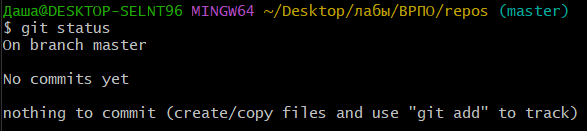 Даша@DESKTOP-SELNT96 MINGW64 ~/Desktop/лабы/ВРПО/repos (master)
$ git status
On branch master
No commits yet
nothing to commit (create/copy files and use "git add" to track)